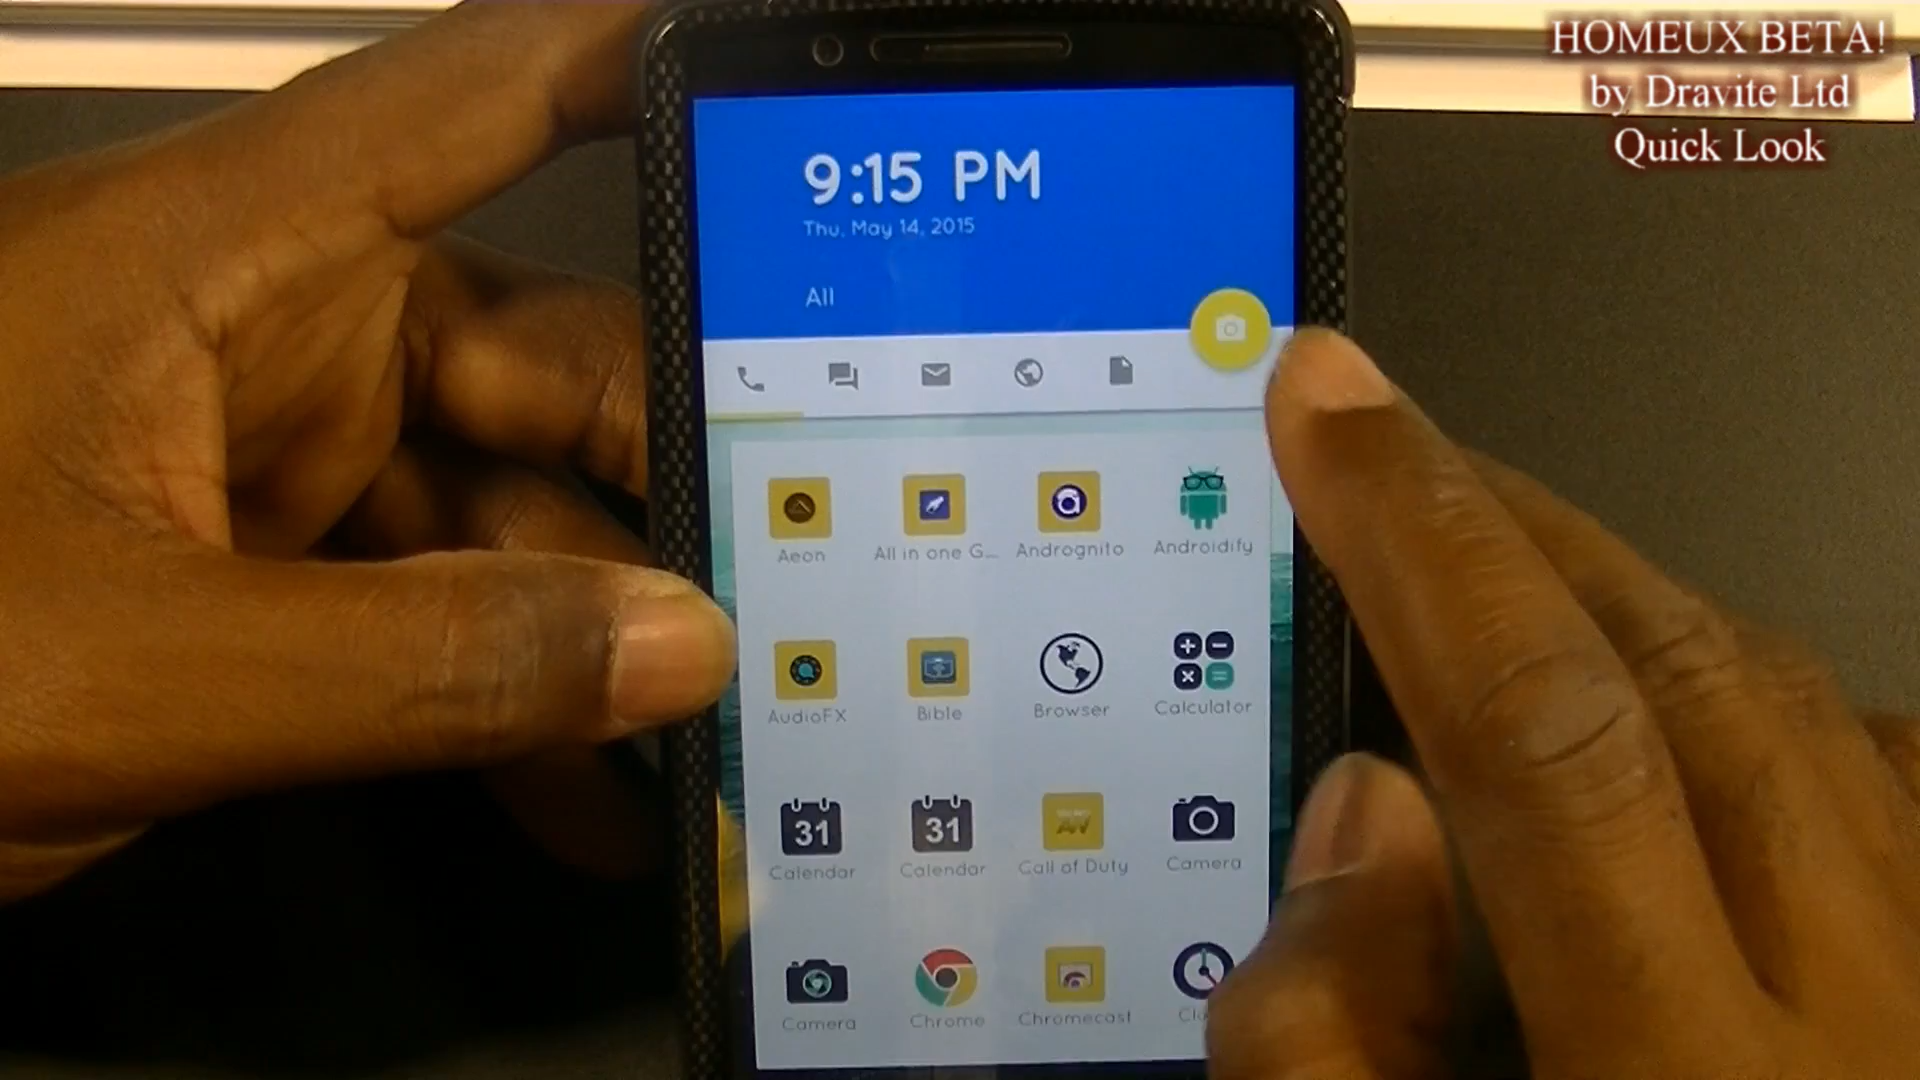 HOMEUX BETA!
by Dravite Ltd
Quick Look
9:15 PM
Thu, May 14, 2015
All
Aeon
All in one G...
Andrognito
Androidify
AudioFX
Bible
Browser
Calculator
31
31
Calendar
Calendar
Call of Duty
Camera
Camera
Chrome
Chromecast